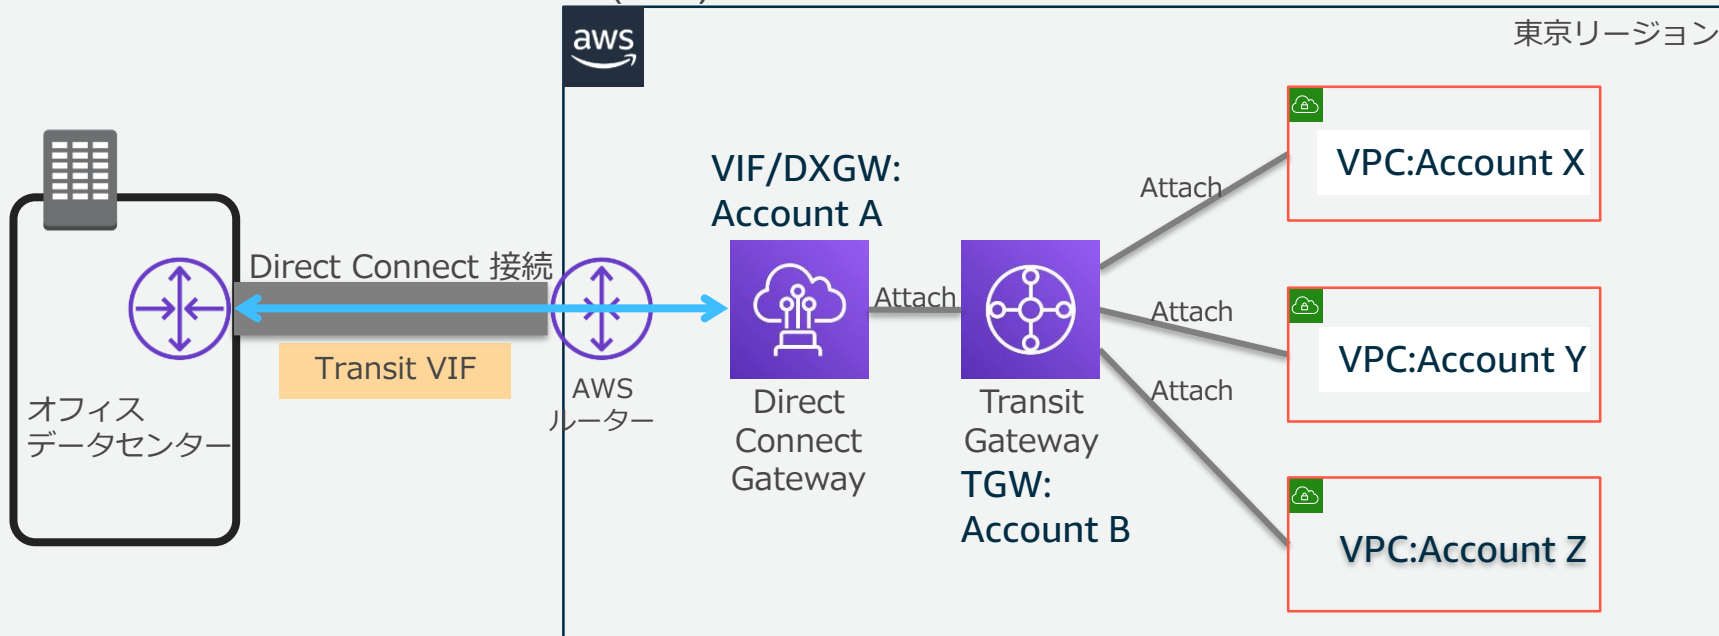 aws
東京リージョン
VPC:Account X
VIF/DXGW:
Account A
Attach
Direct Connect 接続
Attach
Attach
Transit VIF
VPC:Account Y
AWS
ルーター
Direct
Connect
Gateway
Transit
Gateway
Attach
オフィス
データセンター
TGW:
Account B
VPC:Account Z